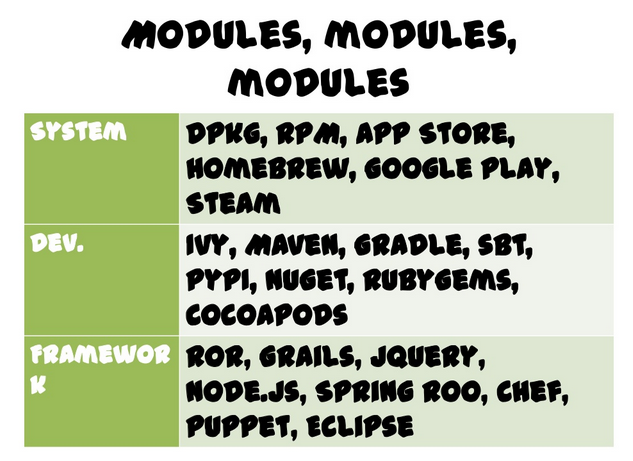 MODULES, MODULES,
MODULES
SYSTEM
DPKG, RPM, APP STORE,
HOMEBREW, GOOGLE PLAY,
STEAM
DEV.
IVY, MAVEN, GRADLE, SBT,
PYPI, NUGET, RUBYGEMS,
COCOAPODS
FRAMEWOR
K
ROR, GRAILS, JQUERY,
NODE.JS, SPRING ROO, CHEF,
PUPPET, ECLIPSE